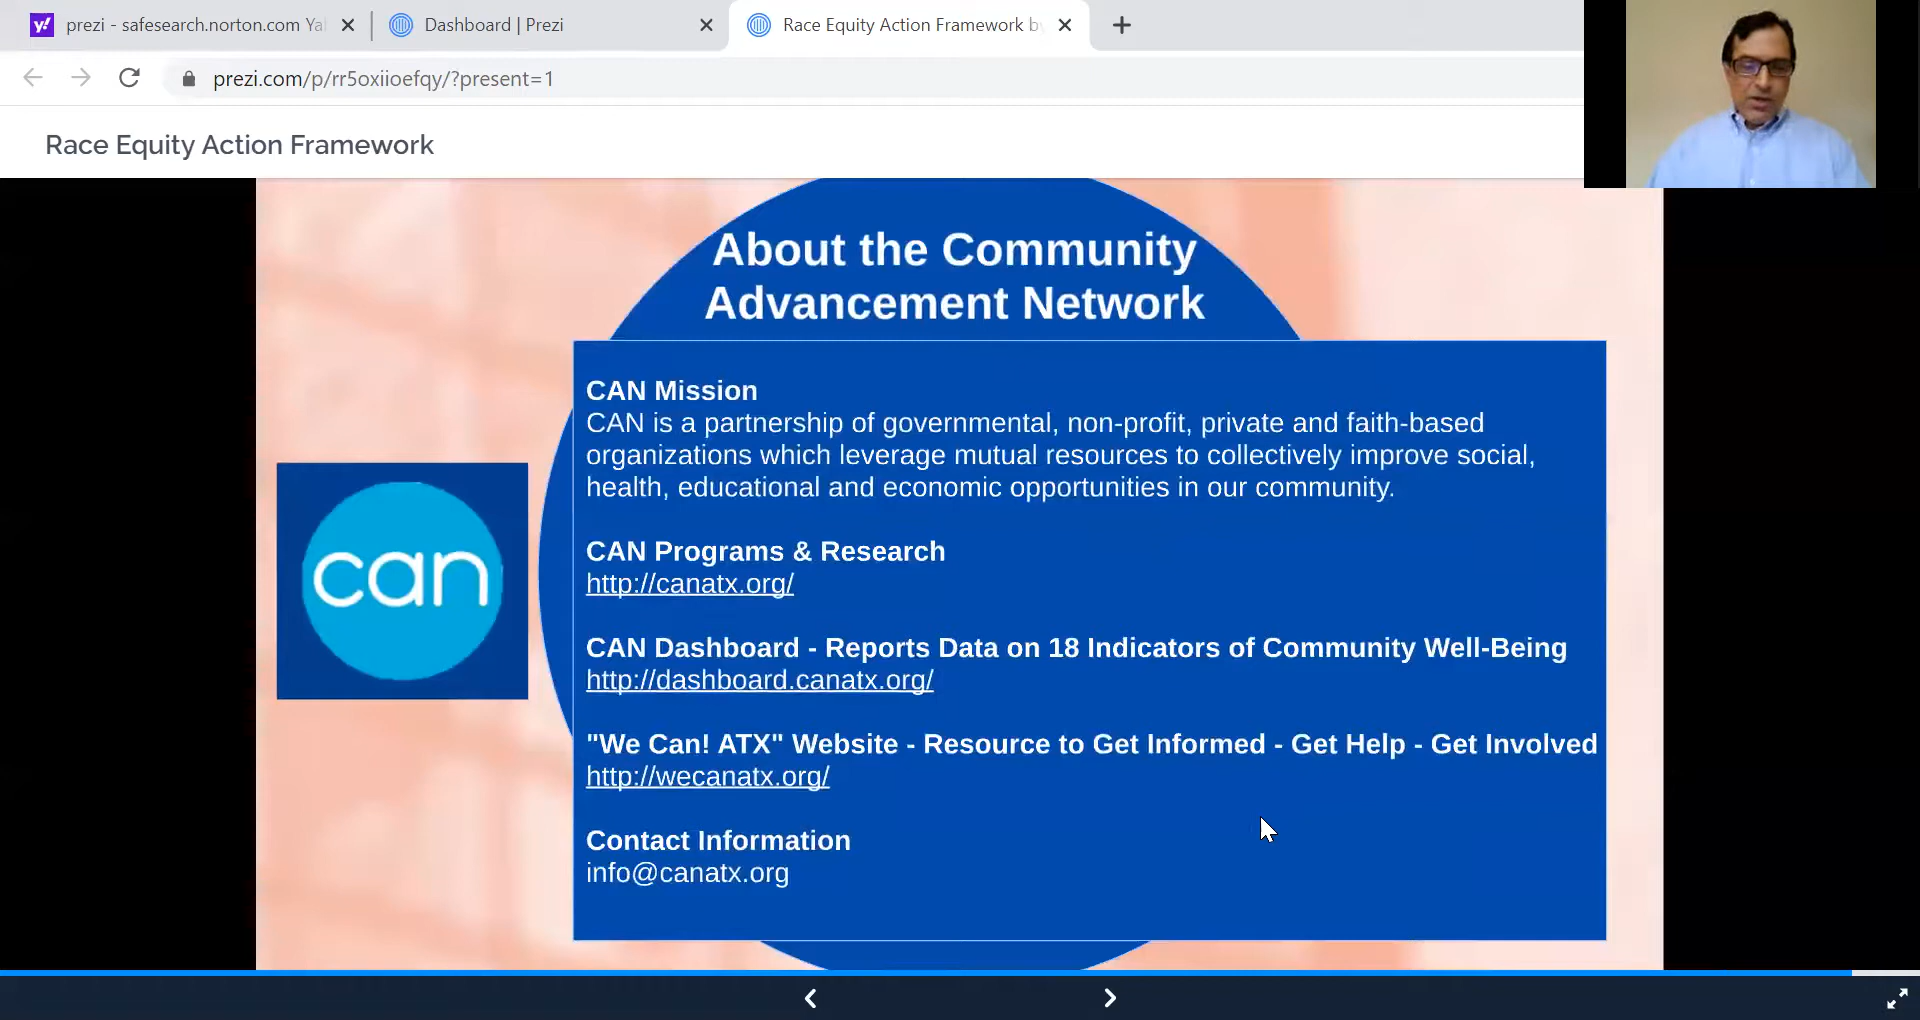 y! prezi - safesearch.norton.com Ya
Dashboard | Prezi
Race Equity Action Framework b
prezi.com/p/rr5oxiioefqy/?present=1
Race Equity Action Framework
About the Community
Advancement Network
CAN Mission
CAN is a partnership of governmental, non-profit, private and faith-based
organizations which leverage mutual resources to collectively improve social,
health, educational and economic opportunities in our community.
can
CAN Programs & Research
http://canatx.org/
CAN Dashboard - Reports Data on 18 Indicators of Community Well-Being
http://dashboard.canatx.org/
"We Can! ATX" Website - Resource to Get Informed - Get Help - Get Involved
http://wecanatx.org/
Contact Information
info@canatx.org